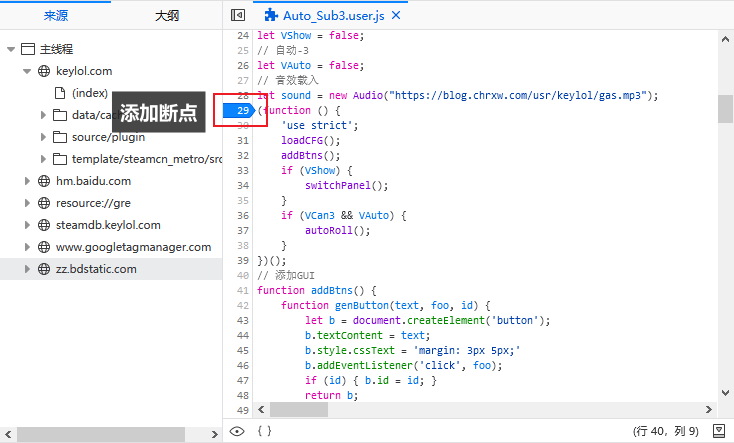 来源 大纲
Auto_Sub3.user.js
主线程
keylol.com
(index)
data/cac
source/plugin
template/steamcn_metro/src
hm.baidu.com
resource://gre
steamdb.keylol.com
www.googletagmanager.com
zz.bdstatic.com
添加断点
24 let VShow = false;
25 // 自动-3
26 let VAuto = false;
27 // 音效载入
28 let sound = new Audio("https://blog.chrxw.com/usr/keylol/gas.mp3");
29 (function () {
30 'use strict';
31 loadCFG();
32 addBtns();
33 if (VShow) {
34 switchPanel();
35 }
36 if (VCan3 && VAuto) {
37 autoRoll();
38 }
39 })();
40 // 添加GUI
41 function addBtns() {
42 function genButton(text, foo, id) {
43 let b = document.createElement('button');
44 b.textContent = text;
45 b.style.cssText = 'margin: 3px 5px;'
46 b.addEventListener('click', foo);
47 if (id) { b.id = id; }
48 return b;
49
{ }
(行 40，列 9)